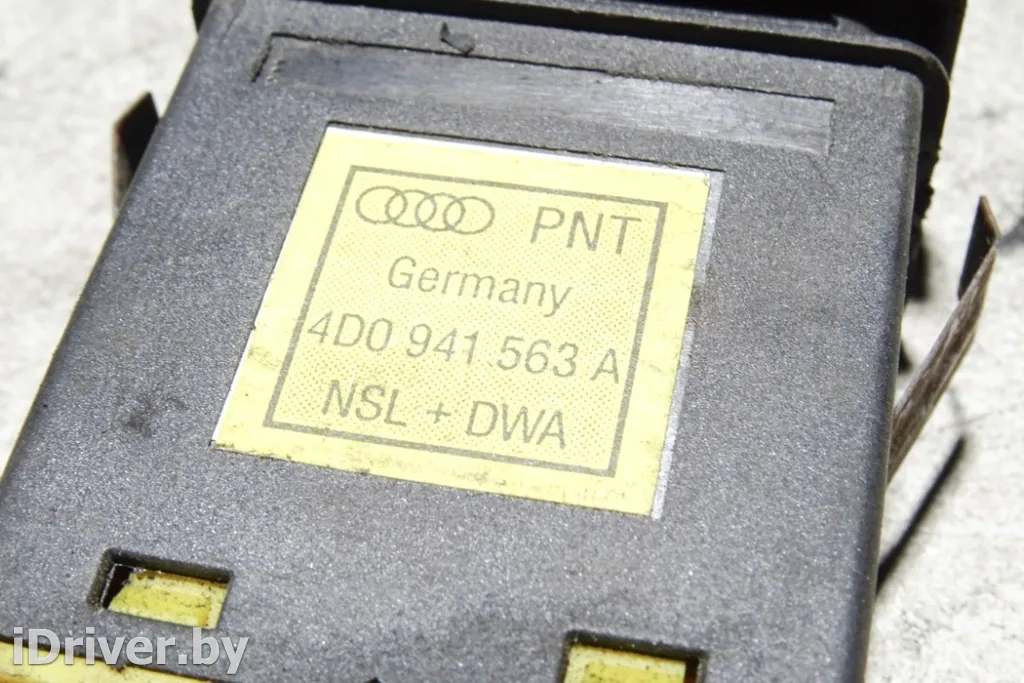 PNT
Germany
4D0 941 563 A
NSL + DWA
iDriver.by